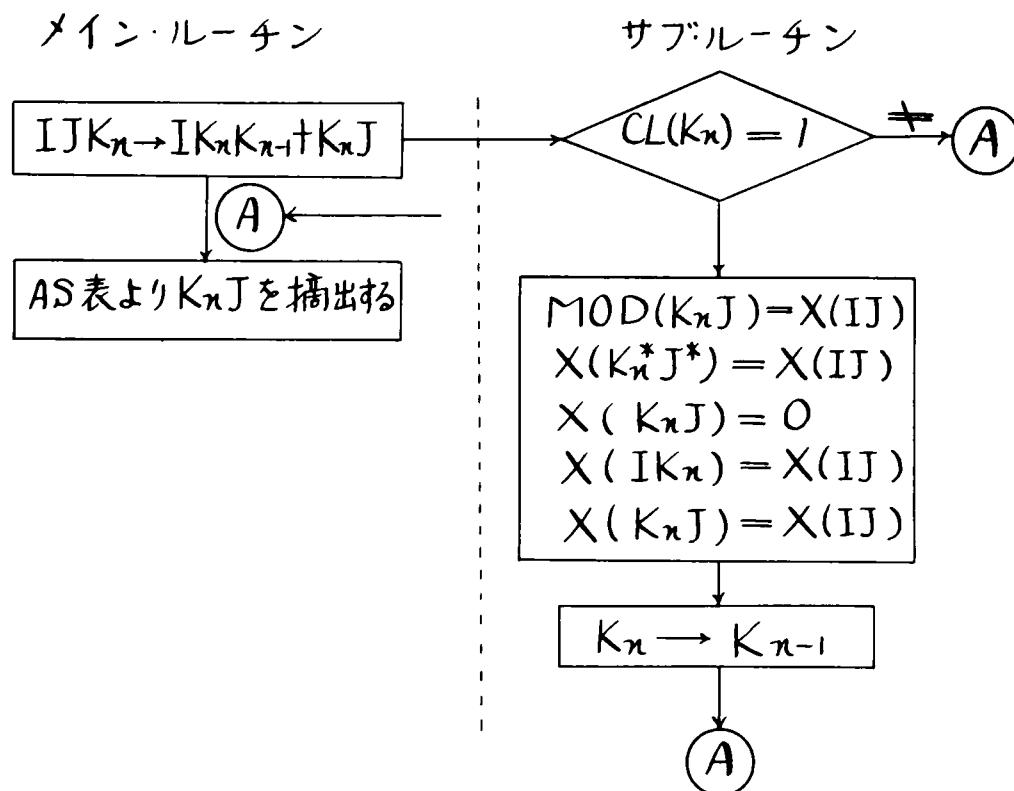 メイン・ルーチン
サブ・ルーチン
IJKn→IKnKn-1+KnJ
CL(Kn) = 1
≠
A
A
AS表よりKnJを摘出する
MOD(KnJ)=X(IJ)
X(Kn*J*) = X(IJ)
X( KnJ) = 0
X( IKn) = X(IJ)
X( KnJ) = X(IJ)
Kn → Kn-1
A